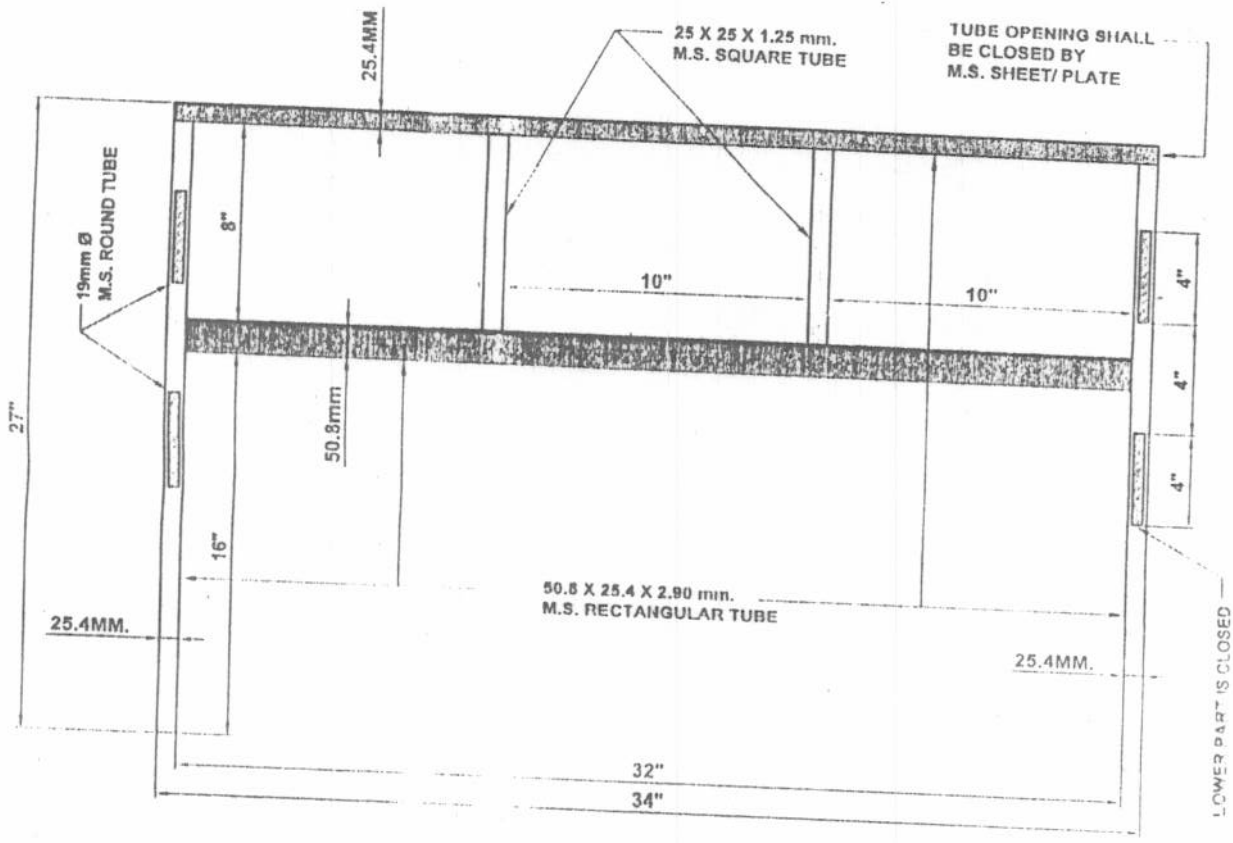 25.4MM
25 X 25 X 1.25 mm.
M.S. SQUARE TUBE
TUBE OPENING SHALL
BE CLOSED BY
M.S. SHEET/ PLATE
19mm Ø
M.S. ROUND TUBE
8"
10"
10"
4"
4"
4"
27"
50.8mm
16"
50.8 X 25.4 X 2.90 mm.
M.S. RECTANGULAR TUBE
25.4MM.
25.4MM.
LOWER PART IS CLOSED
32"
34"